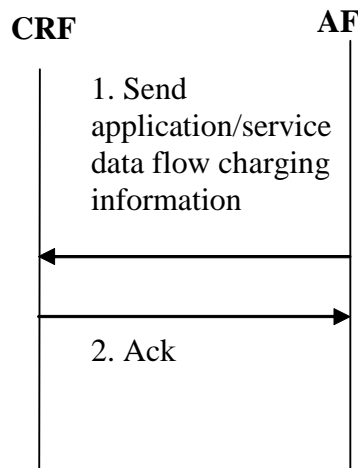 CRF
AF
1. Send
application/service
data flow charging
information
2. Ack